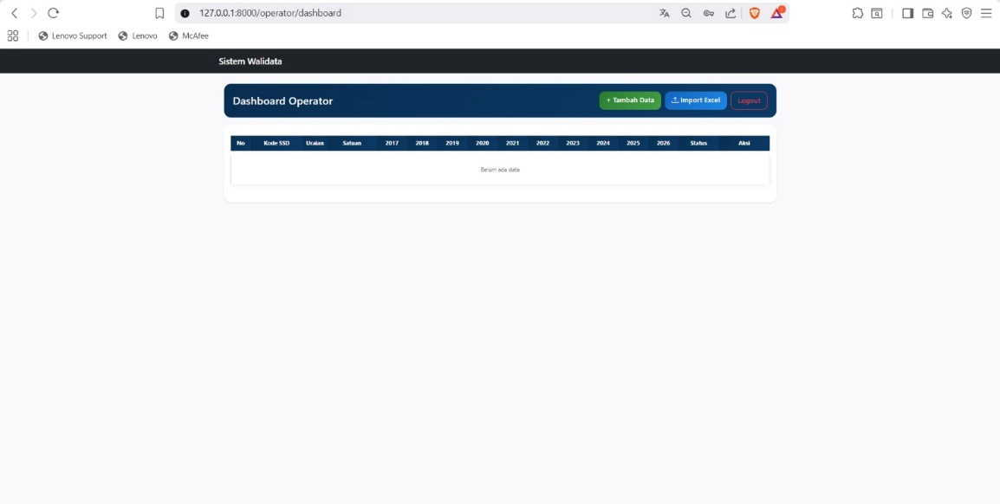 127.0.0.1:8000/operator/dashboard
1
Lenovo Support Lenovo McAfee
Sistem Walidata
Dashboard Operator + Tambah Data Import Excel Logout
No Kode SSD Uraian Satuan 2017 2018 2019 2020 2021 2022 2023 2024 2025 2026 Status Aksi
Belum ada data